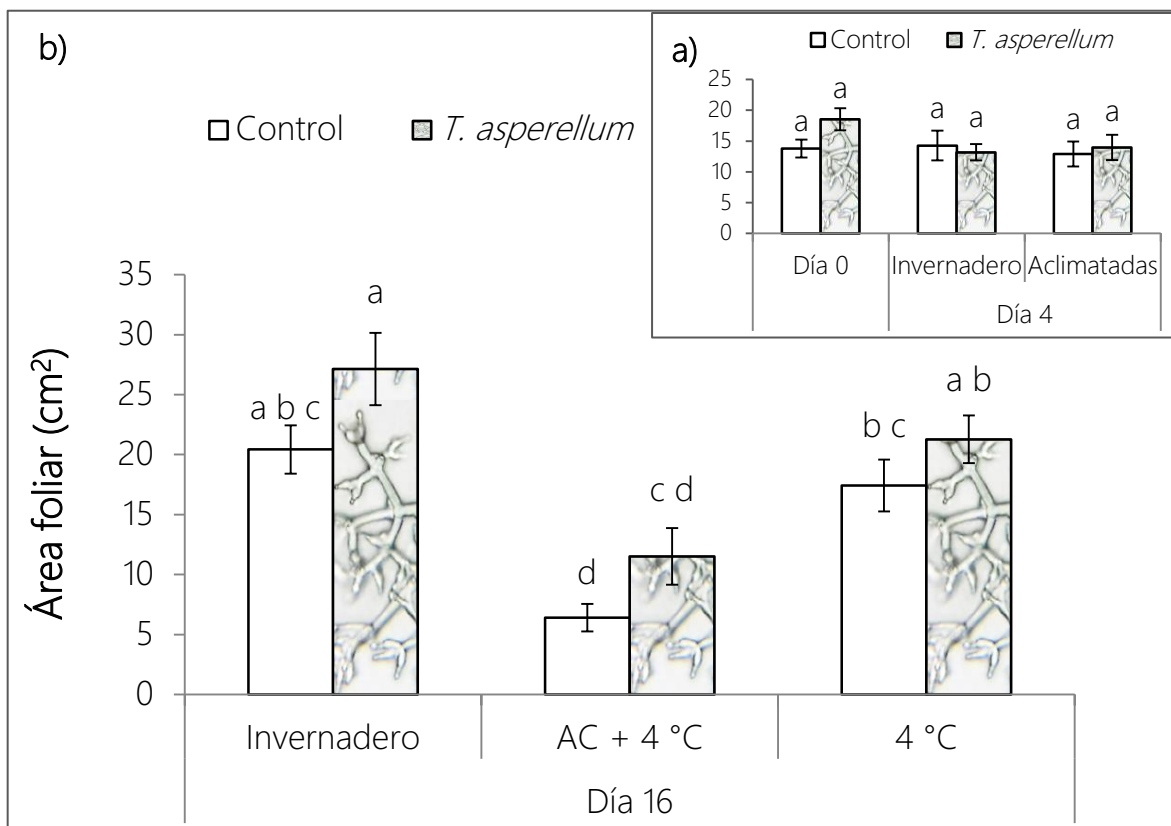 b)
Control T. asperellum
Área foliar (cm²)
35
30
25
20
15
10
5
0
a b c
a
d
c d
b c
a b
Invernadero AC + 4 °C 4 °C
Día 16
a)
Control T. asperellum
25
20
15
10
5
0
a a a a a a
Día 0 Invernadero Aclimatadas
Día 4